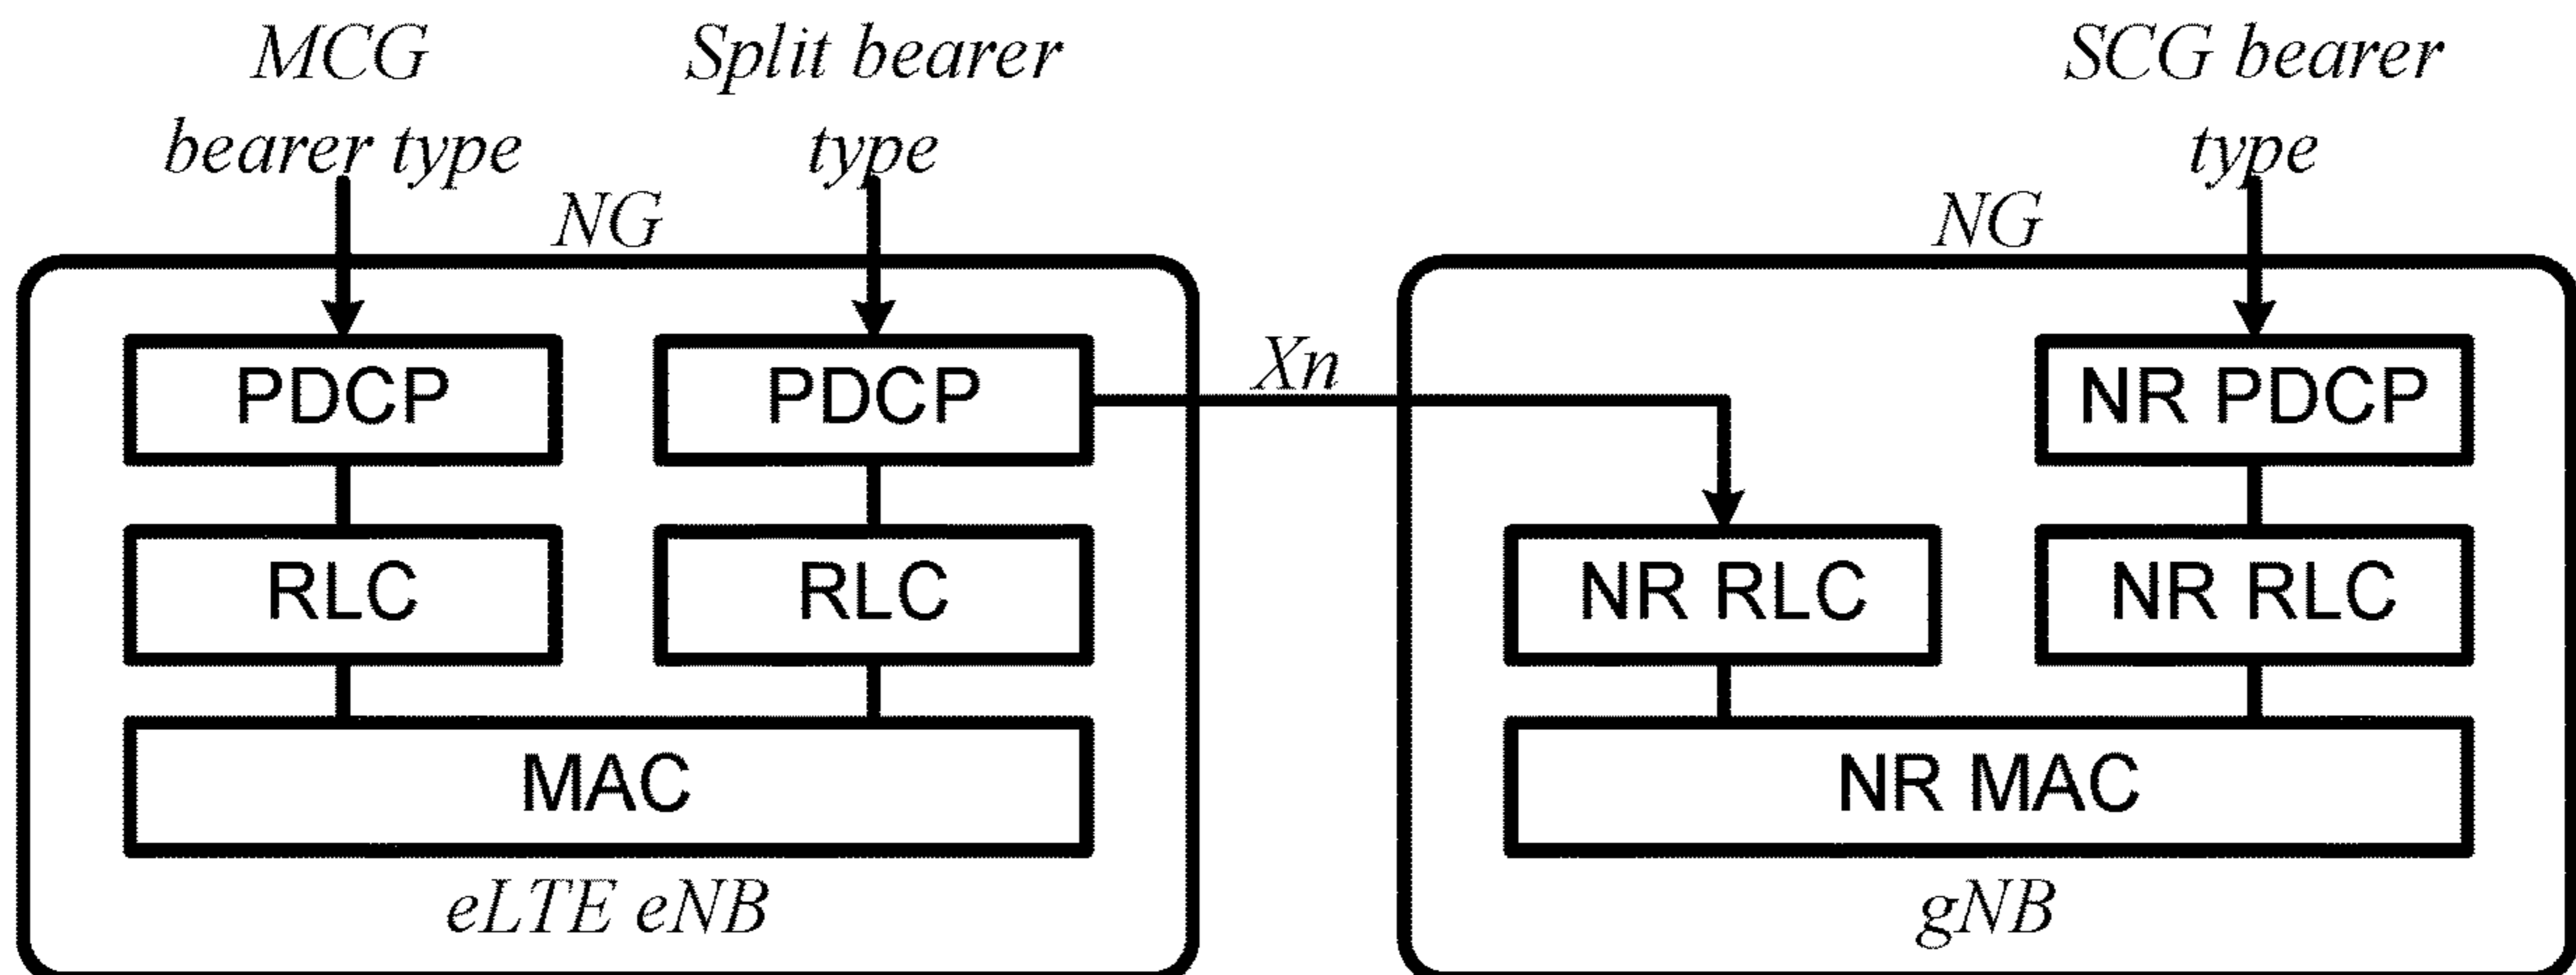 MCG
bearer type
Split bearer
type
SCG bearer
type
NG
NG
PDCP
PDCP
Xn
NR PDCP
RLC
RLC
NR RLC
NR RLC
MAC
NR MAC
eLTE eNB
gNB